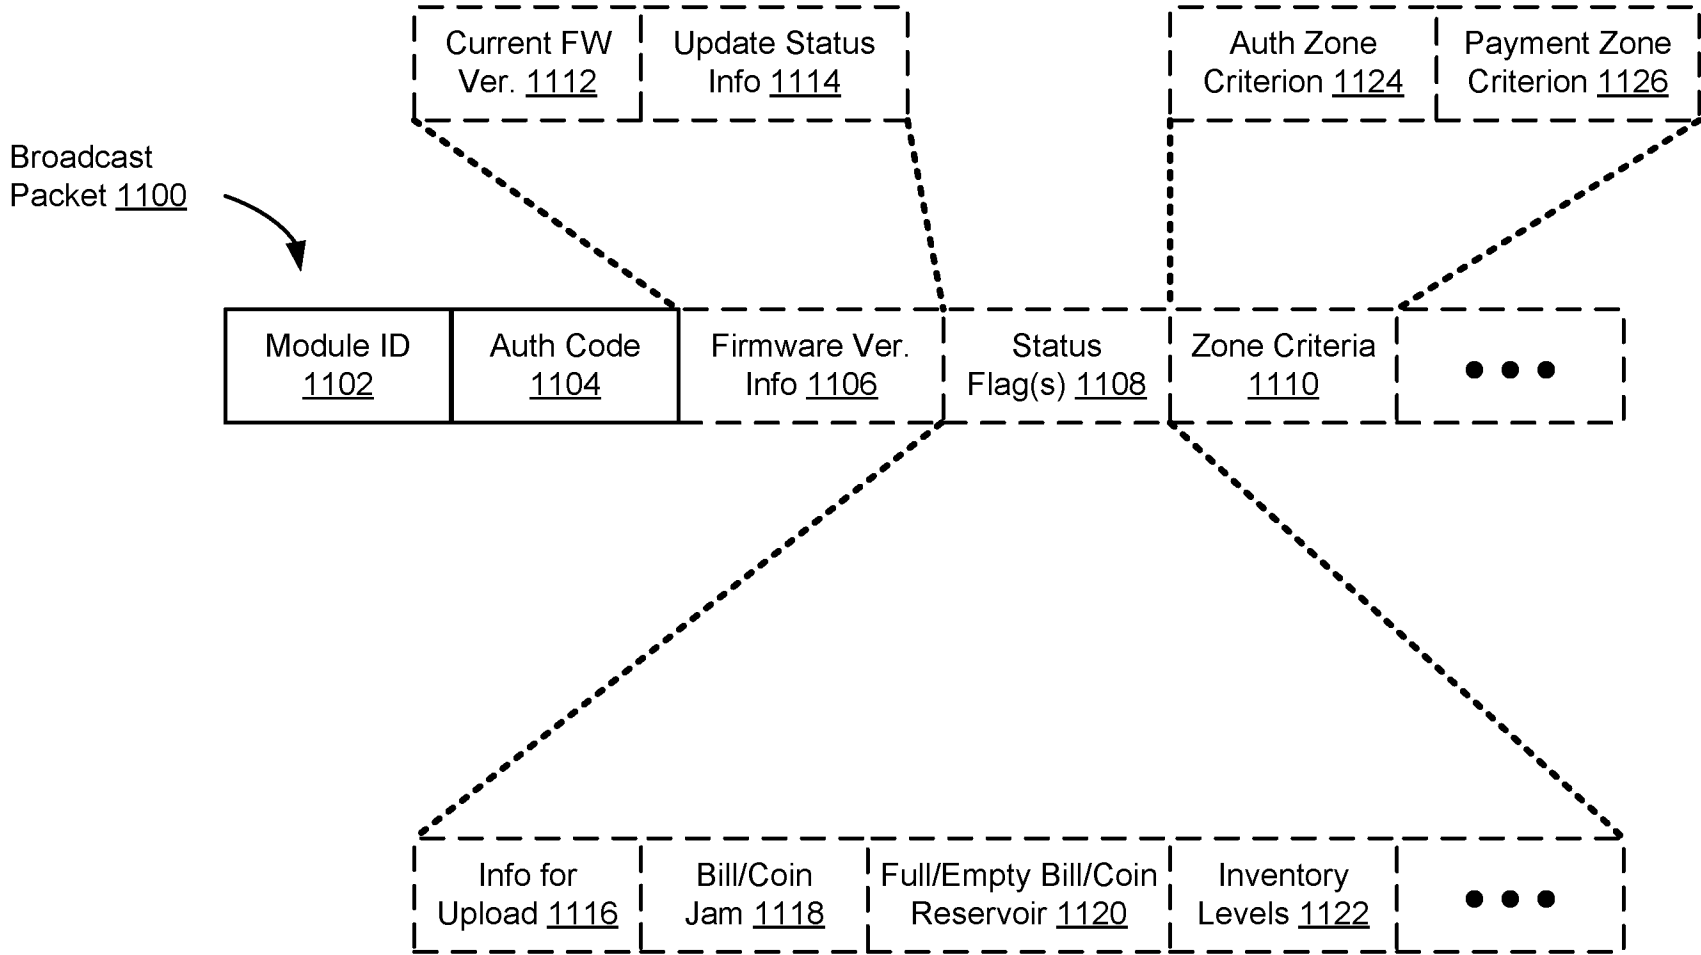 Current FW
Ver. 1112
Update Status
Info 1114
Auth Zone
Criterion 1124
Payment Zone
Criterion 1126
Broadcast
Packet 1100
Module ID
1102
Auth Code
1104
Firmware Ver.
Info 1106
Status
Flag(s) 1108
Zone Criteria
1110
Info for
Upload 1116
Bill/Coin
Jam 1118
Full/Empty Bill/Coin
Reservoir 1120
Inventory
Levels 1122